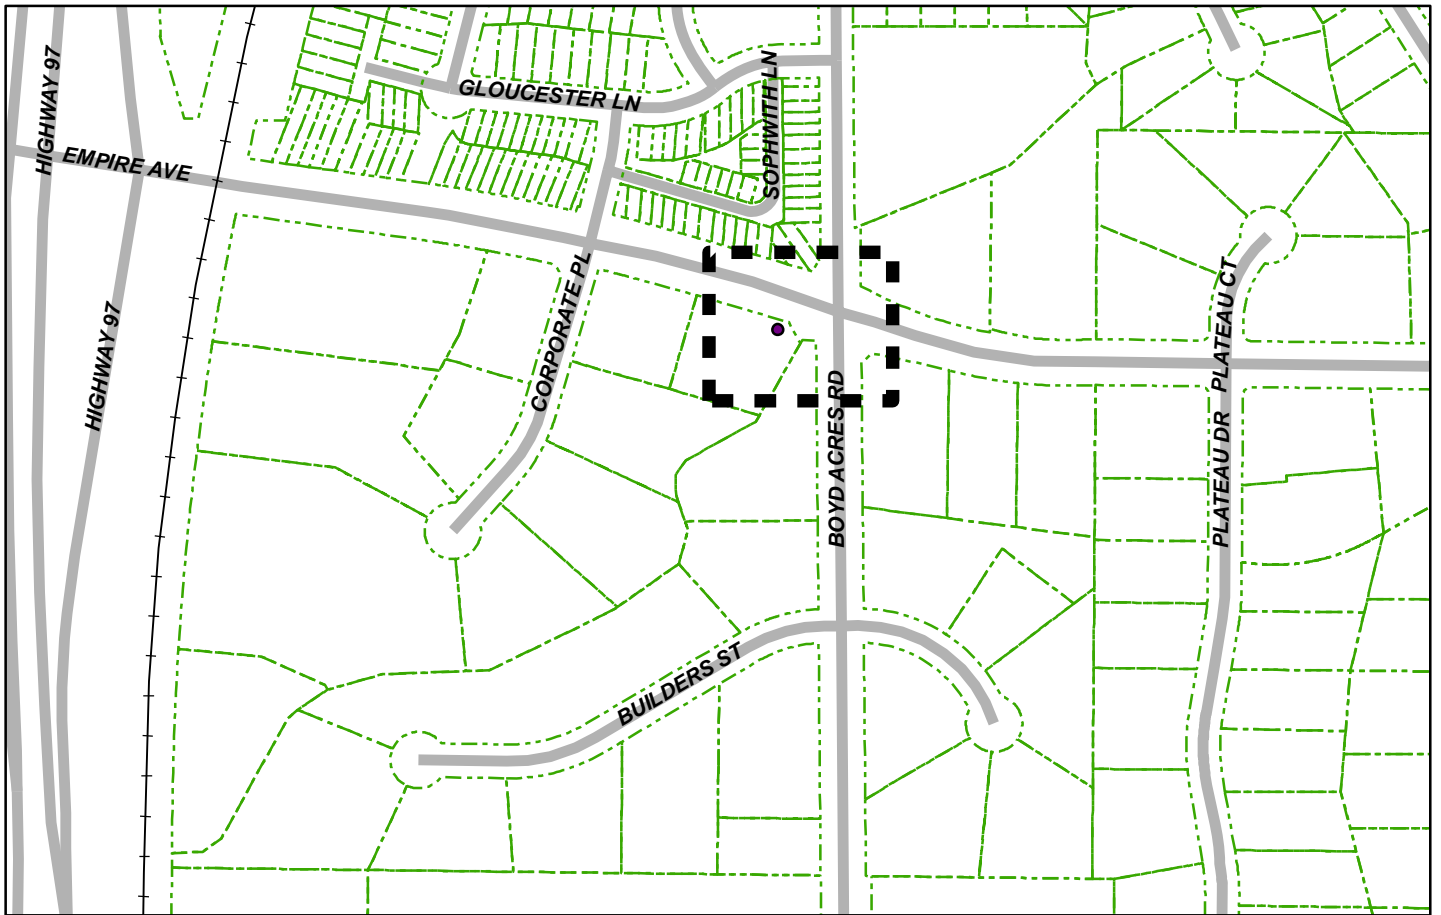 HIGHWAY 97
EMPIRE AVE
GLOUCESTER LN
SOPHWITH LN
HIGHWAY 97
CORPORATE PL
BOYD ACRES RD
PLATEAU CT
PLATEAU DR
BUILDERS ST